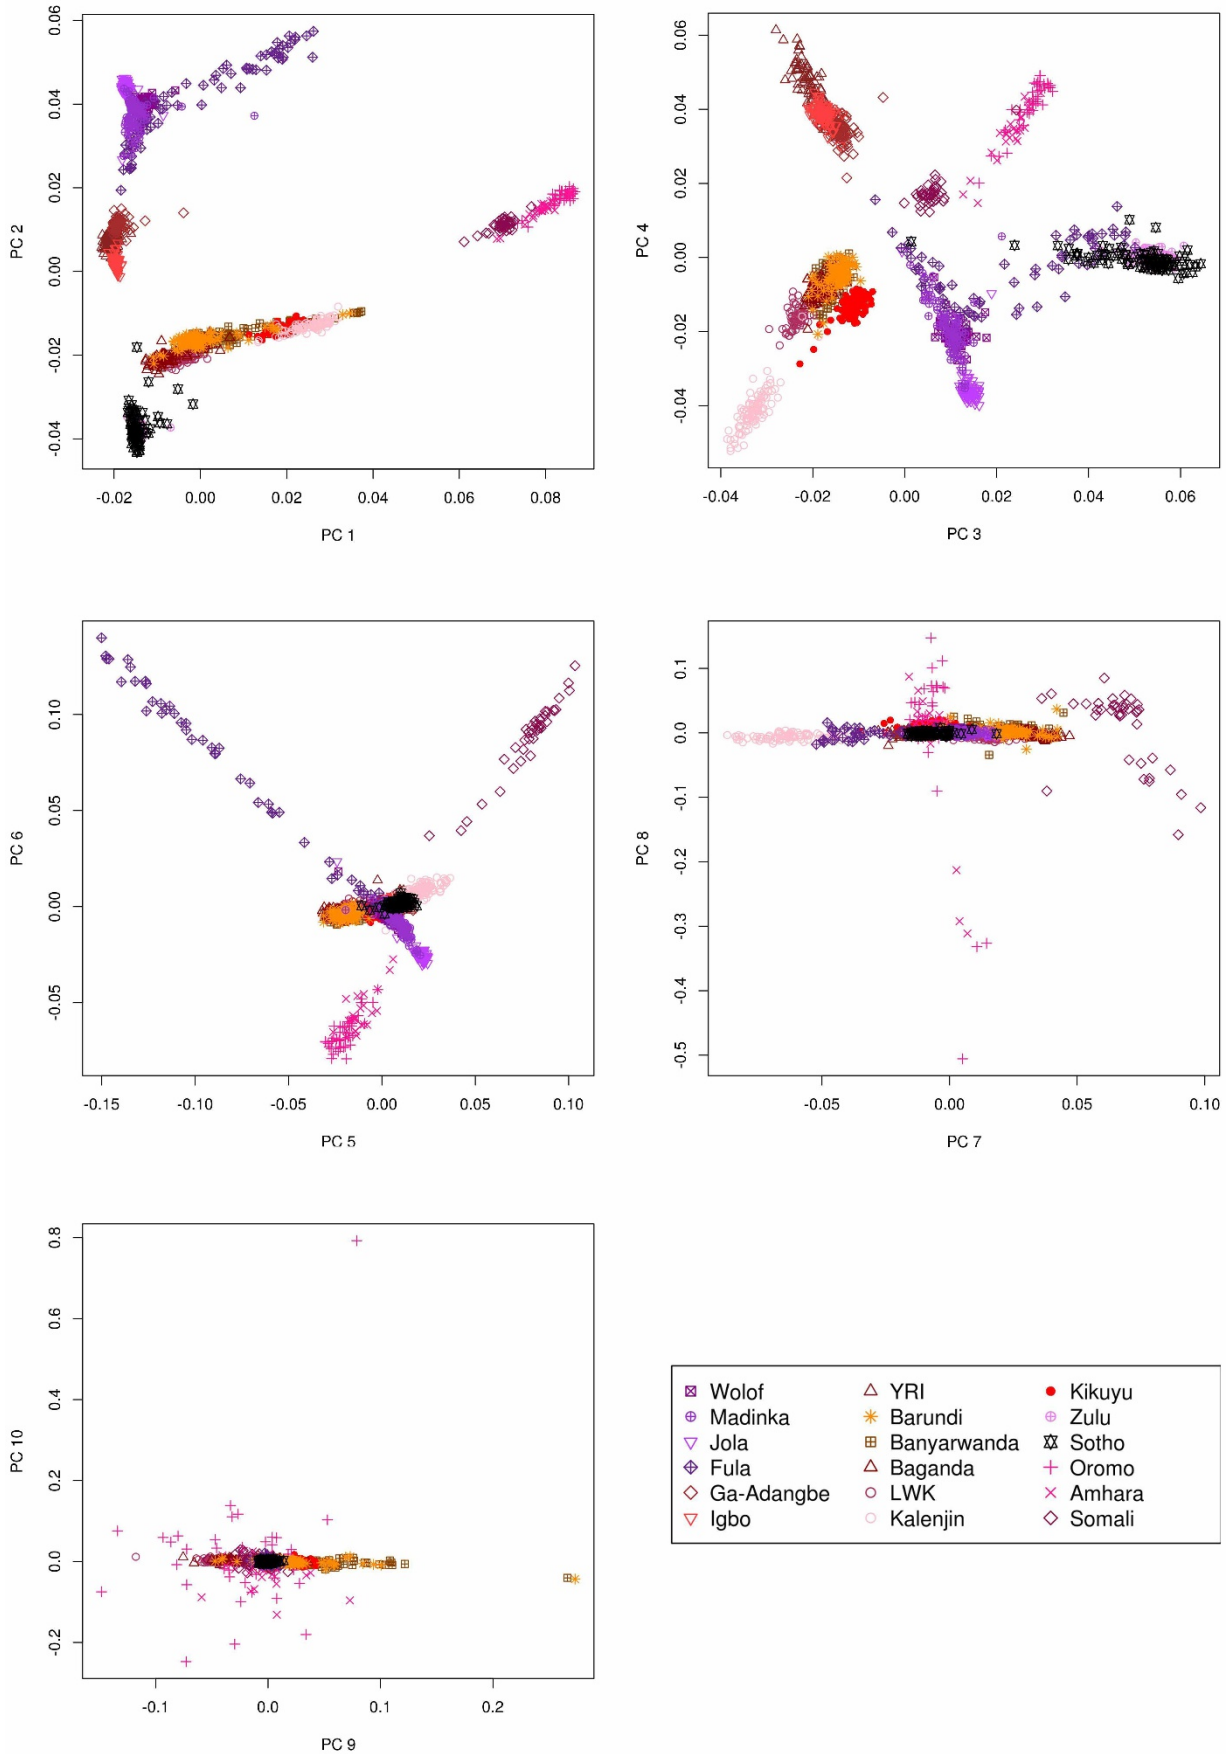 0.06
0.04
0.02
0.00
-0.02
-0.04
PC 2
-0.02 0.00 0.02 0.04 0.06 0.08
PC 1
0.06
0.04
0.02
0.00
-0.02
-0.04
PC 4
-0.04 -0.02 0.00 0.02 0.04 0.06
PC 3
0.10
0.05
0.00
-0.05
PC 6
-0.15 -0.10 -0.05 0.00 0.05 0.10
PC 5
0.1
0.0
-0.1
-0.2
-0.3
-0.4
-0.5
PC 8
-0.05 0.00 0.05 0.10
PC 7
0.8
0.6
0.4
0.2
0.0
-0.2
PC 10
-0.1 0.0 0.1 0.2
PC 9
Wolof YRI Kikuyu
Madinka Barundi Zulu
Jola Banyarwanda Sotho
Fula Baganda Oromo
Ga-Adangbe LWK Amhara
Igbo Kalenjin Somali